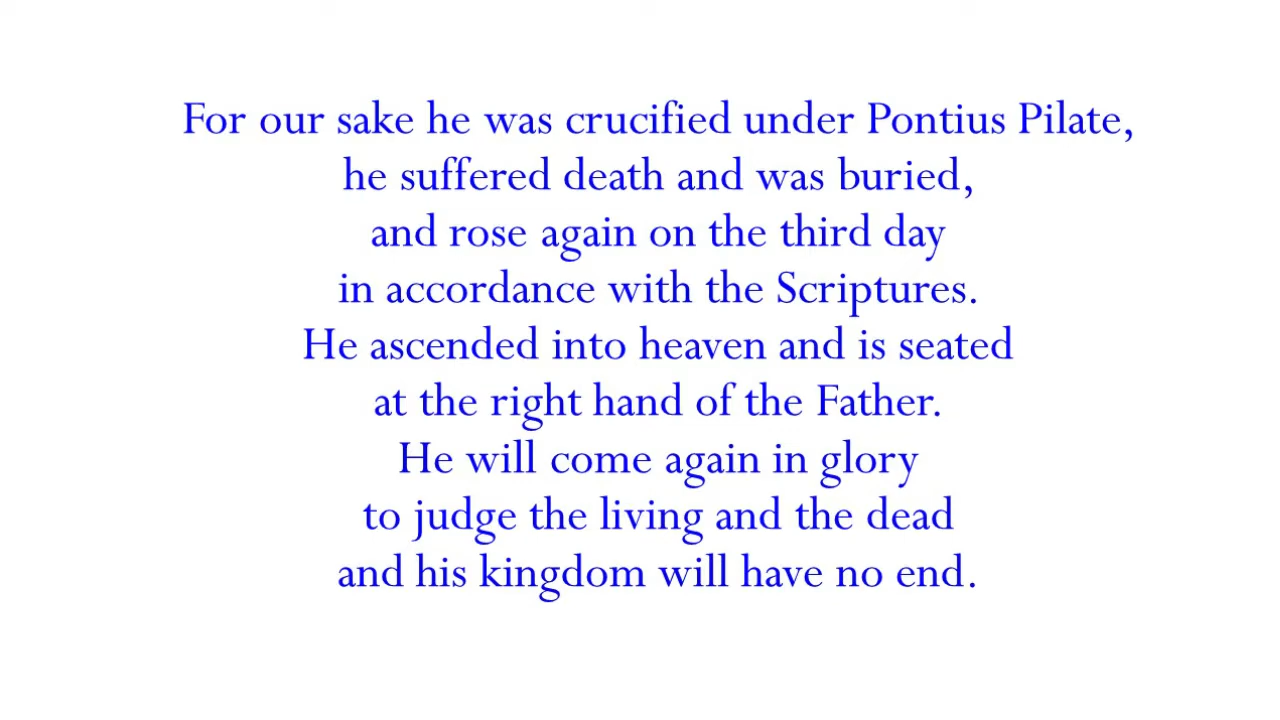 For our sake he was crucified under Pontius Pilate,
he suffered death and was buried,
and rose again on the third day
in accordance with the Scriptures.
He ascended into heaven and is seated
at the right hand of the Father.
He will come again in glory
to judge the living and the dead
and his kingdom will have no end.